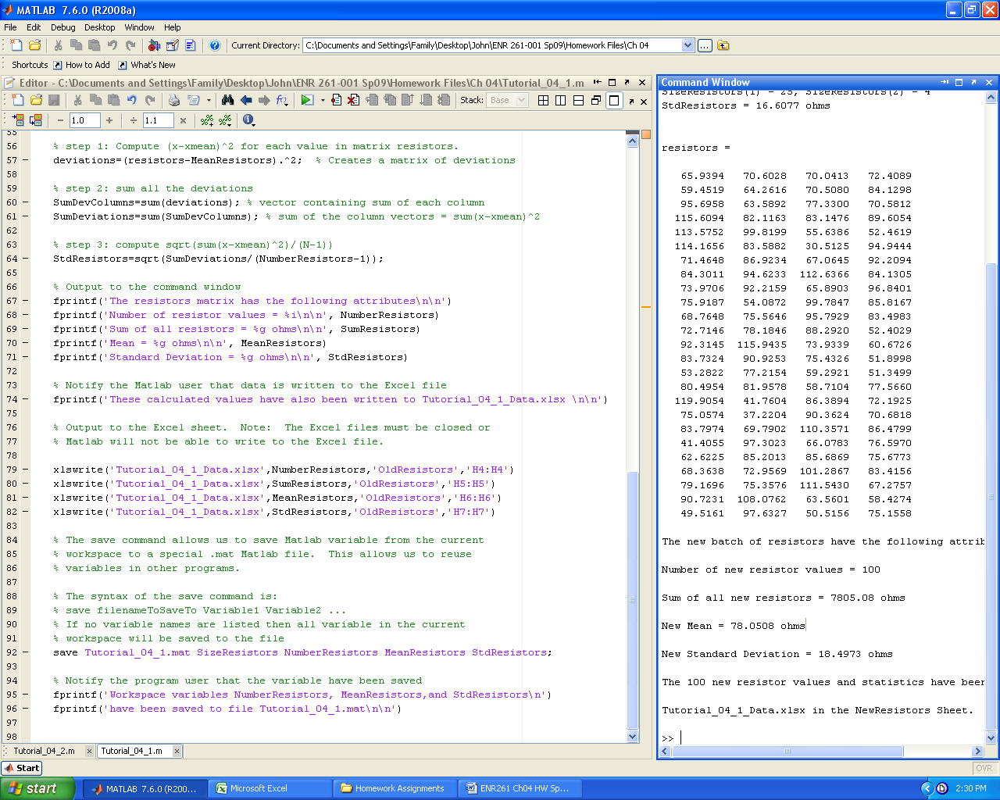 MATLAB 7.6.0 (R2008a)
File Edit Debug Desktop Window Help
Current Directory: C:\Documents and Settings\Family\Desktop\John\ENR 261-001 Sp09\Homework Files\Ch 04
Shortcuts How to Add What's New
Editor - C:\Documents and Settings\Family\Desktop\John\ENR 261-001 Sp09\Homework Files\Ch 04\Tutorial_04_1.m
Stack: Base
- 1.0 + ÷ 1.1 ×
55
56 % step 1: Compute (x-xmean)^2 for each value in matrix resistors.
57 - deviations=(resistors-MeanResistors).^2; % Creates a matrix of deviations
58
59 % step 2: sum all the deviations
60 - SumDevColumns=sum(deviations); % vector containing sum of each column
61 - SumDeviations=sum(SumDevColumns); % sum of the column vectors = sum(x-xmean)^2
62
63 % step 3: compute sqrt(sum(x-xmean)^2)/(N-1))
64 - StdResistors=sqrt(SumDeviations/(NumberResistors-1));
65
66 % Output to the command window
67 - fprintf('The resistors matrix has the following attributes\n\n')
68 - fprintf('Number of resistor values = %i\n\n', NumberResistors)
69 - fprintf('Sum of all resistors = %g ohms\n\n', SumResistors)
70 - fprintf('Mean = %g ohms\n\n', MeanResistors)
71 - fprintf('Standard Deviation = %g ohms\n\n', StdResistors)
72
73 % Notify the Matlab user that data is written to the Excel file
74 - fprintf('These calculated values have also been written to Tutorial_04_1_Data.xlsx \n\n')
75
76 % Output to the Excel sheet. Note: The Excel files must be closed or
77 % Matlab will not be able to write to the Excel file.
78
79 - xlswrite('Tutorial_04_1_Data.xlsx',NumberResistors,'OldResistors','H4:H4')
80 - xlswrite('Tutorial_04_1_Data.xlsx',SumResistors,'OldResistors','H5:H5')
81 - xlswrite('Tutorial_04_1_Data.xlsx',MeanResistors,'OldResistors','H6:H6')
82 - xlswrite('Tutorial_04_1_Data.xlsx',StdResistors,'OldResistors','H7:H7')
83
84 % The save command allows us to save Matlab variable from the current
85 % workspace to a special .mat Matlab file. This allows us to reuse
86 % variables in other programs.
87
88 % The syntax of the save command is:
89 % save filenameToSaveTo Variable1 Variable2 ...
90 % If no variable names are listed then all variable in the current
91 % workspace will be saved to the file
92 - save Tutorial_04_1.mat SizeResistors NumberResistors MeanResistors StdResistors;
93
94 % Notify the program user that the variable have been saved
95 - fprintf('Workspace variables NumberResistors, MeanResistors,and StdResistors\n')
96 - fprintf('have been saved to file Tutorial_04_1.mat\n\n')
97
98
Tutorial_04_2.m × Tutorial_04_1.m ×
Command Window
SizeResistors(1) = 25, SizeResistors(2) = 4
StdResistors = 16.6077 ohms
resistors =
65.9394 70.6028 70.0413 72.4089
59.4519 64.2616 70.5080 84.1298
95.6958 63.5892 77.3300 70.5812
115.6094 82.1163 83.1476 89.6054
113.5752 99.8199 55.6386 52.4619
114.1656 83.5882 30.5125 94.9444
71.4648 86.9234 67.0645 92.2094
84.3011 94.6233 112.6366 84.1305
73.9706 92.2159 65.8903 96.8401
75.9187 54.0872 99.7847 85.8167
68.7648 75.5646 95.7929 83.4983
72.7146 78.1846 88.2920 52.4029
92.3145 115.9435 73.9339 60.6726
83.7324 90.9253 75.4326 51.8998
53.2822 77.2154 59.2921 51.3499
80.4954 81.9578 58.7104 77.5660
119.9054 41.7604 86.3894 72.1925
75.0574 37.2204 90.3624 70.6818
83.7974 69.7902 110.3571 86.4799
41.4055 97.3023 66.0783 76.5970
62.6225 85.2013 85.6869 75.6773
68.3638 72.9569 101.2867 83.4156
79.1696 75.3576 111.5430 67.2757
90.7231 108.0762 63.5601 58.4274
49.5161 97.6327 50.5156 75.1558
The new batch of resistors have the following attrib
Number of new resistor values = 100
Sum of all new resistors = 7805.08 ohms
New Mean = 78.0508 ohms
New Standard Deviation = 18.4973 ohms
The 100 new resistor values and statistics have been
Tutorial_04_1_Data.xlsx in the NewResistors Sheet.
>>
Start
OVR
start MATLAB 7.6.0 (R200... Microsoft Excel Homework Assignments ENR261 Ch04 HW Sp... 2:30 PM